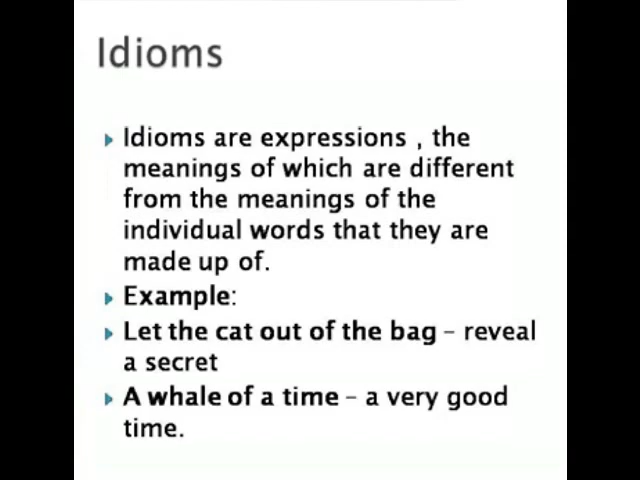 Idioms
Idioms are expressions , the
meanings of which are different
from the meanings of the
individual words that they are
made up of.
Example:
Let the cat out of the bag – reveal
a secret
A whale of a time – a very good
time.